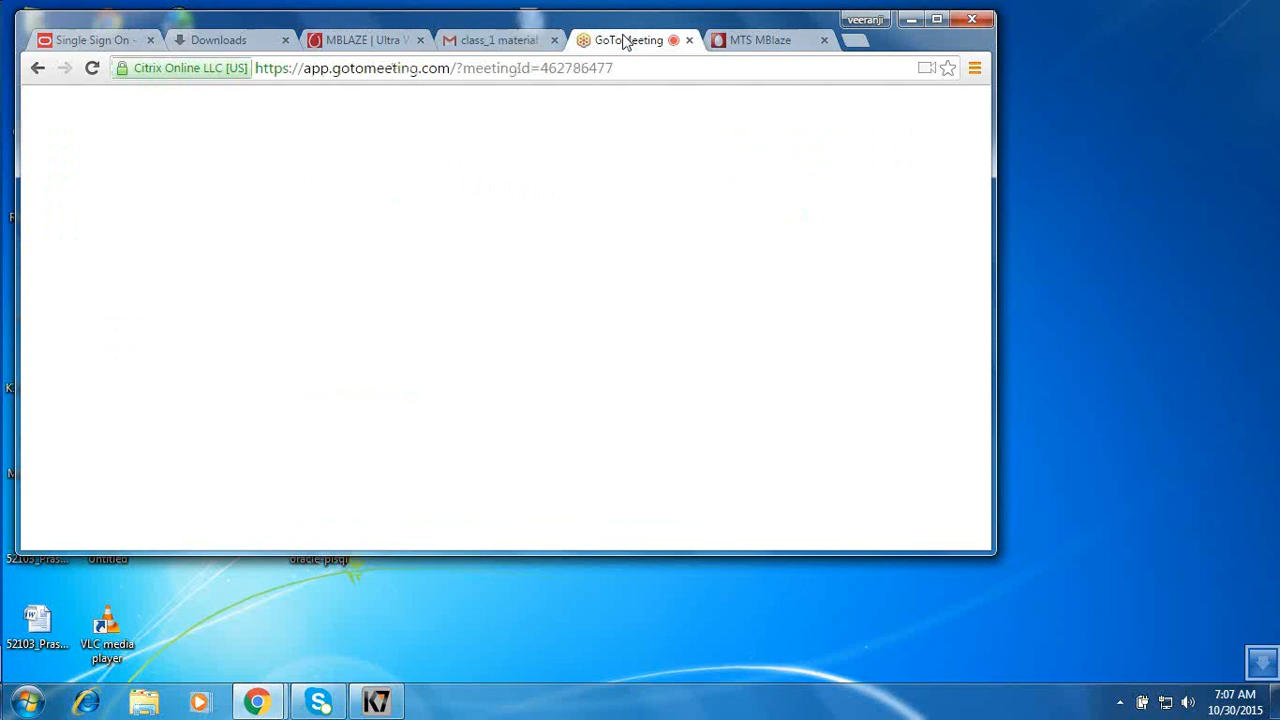 veeranji
Single Sign On -
Downloads
MBLAZE | Ultra
class_1 material
GoToMeeting
MTS MBlaze
Citrix Online LLC [US]
https://app.gotomeeting.com/?meetingId=462786477
52103_Pras...
Untitled
oracle-plsql
52103_Pras...
VLC media
player
K7
7:07 AM
10/30/2015